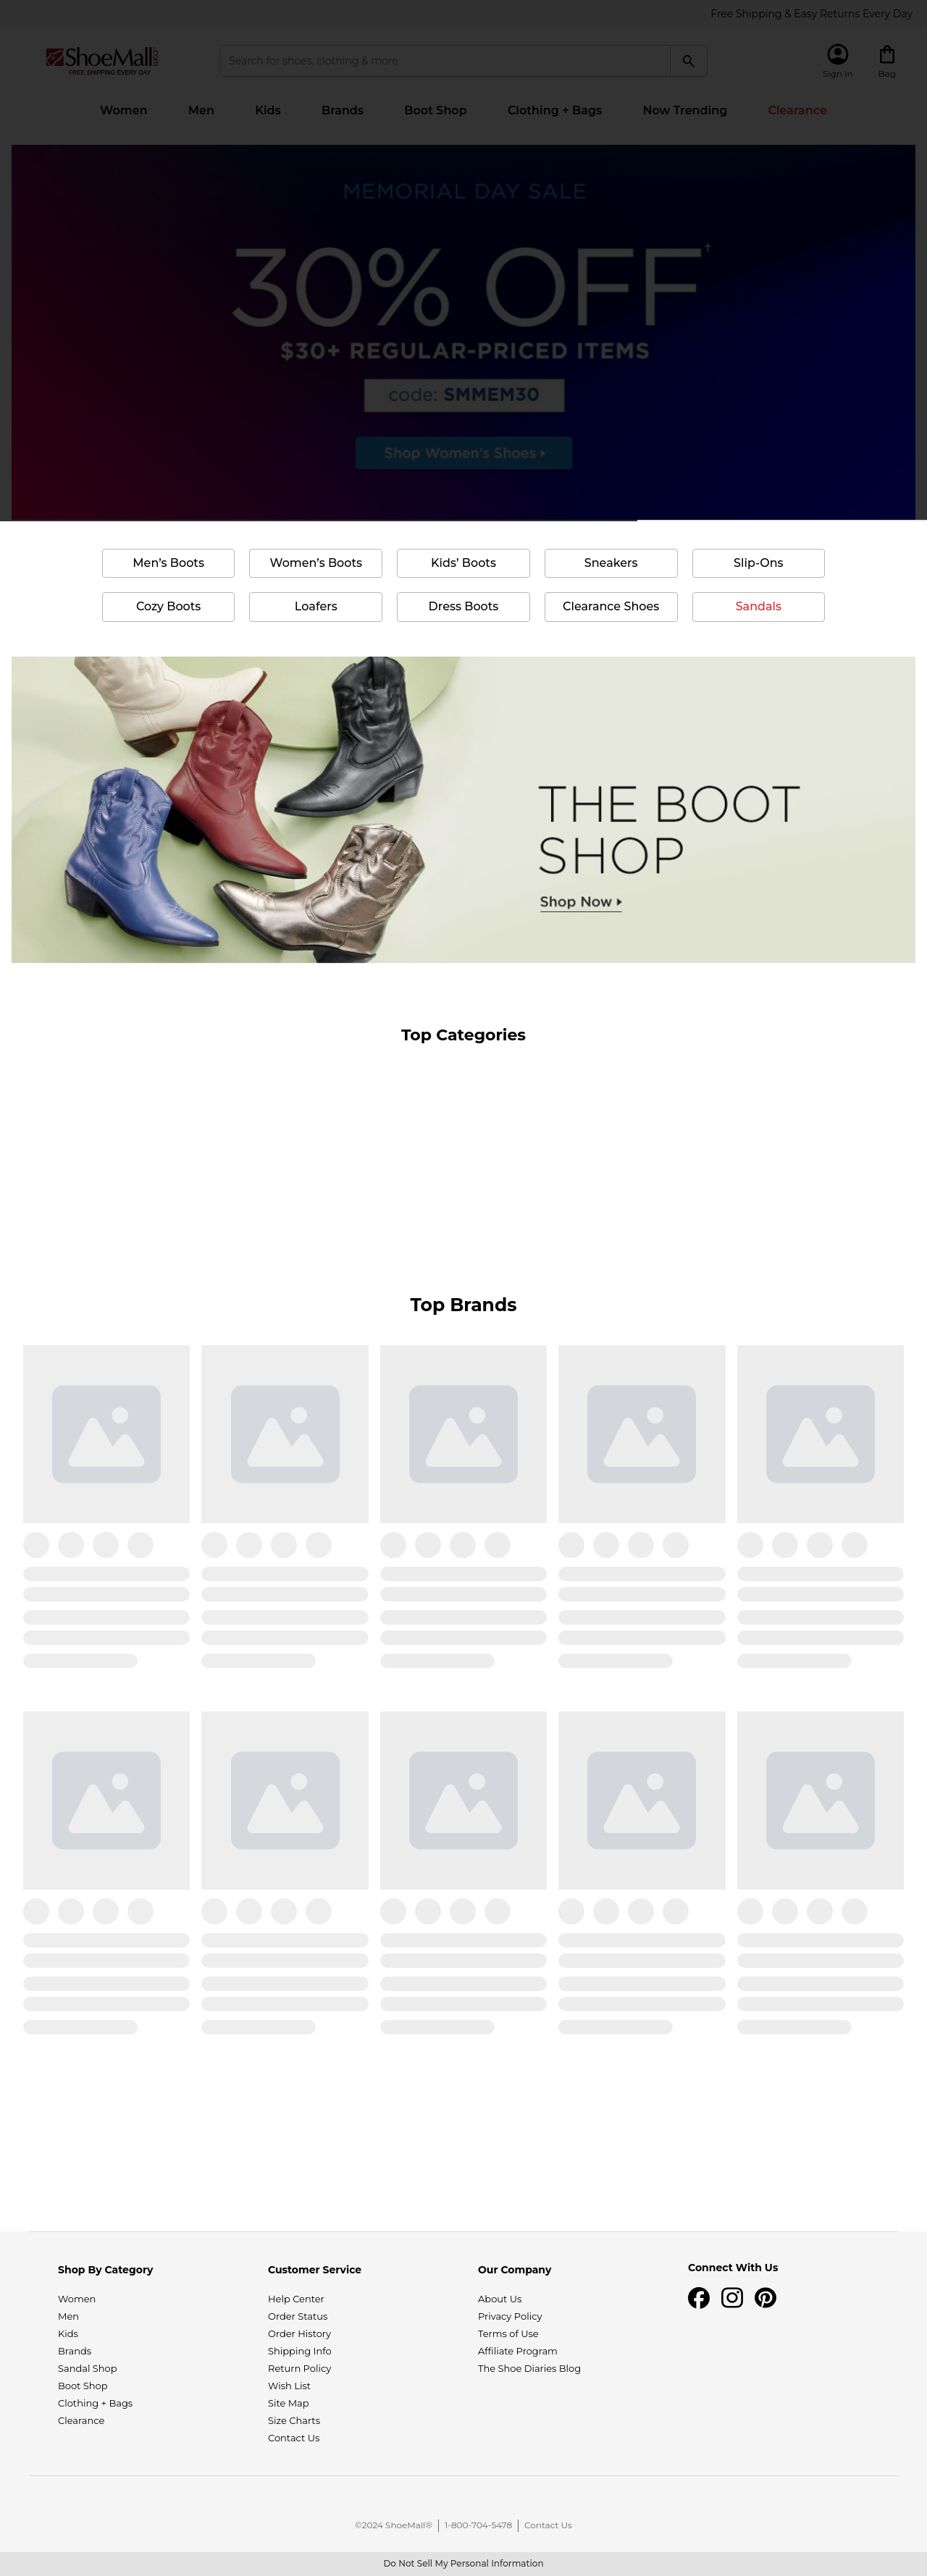 Free Shipping & Easy Returns Every Day
ShoeMall
.COM
FREE SHIPPING EVERY DAY
Search for shoes, clothing & more
Sign In
Bag
Women
Men
Kids
Brands
Boot Shop
Clothing + Bags
Now Trending
Clearance
MEMORIAL DAY SALE
30% OFF†
$30+ REGULAR-PRICED ITEMS
code: SMMEM30
Shop Women's Shoes
Men's Boots
Women's Boots
Kids' Boots
Sneakers
Slip-Ons
Cozy Boots
Loafers
Dress Boots
Clearance Shoes
Sandals
THE BOOT
SHOP
Shop Now
Top Categories
Top Brands
Shop By Category
Women
Men
Kids
Brands
Sandal Shop
Boot Shop
Clothing + Bags
Clearance
Customer Service
Help Center
Order Status
Order History
Shipping Info
Return Policy
Wish List
Site Map
Size Charts
Contact Us
Our Company
About Us
Privacy Policy
Terms of Use
Affiliate Program
The Shoe Diaries Blog
Connect With Us
©2024 ShoeMall® | 1-800-704-5478 | Contact Us
Do Not Sell My Personal Information